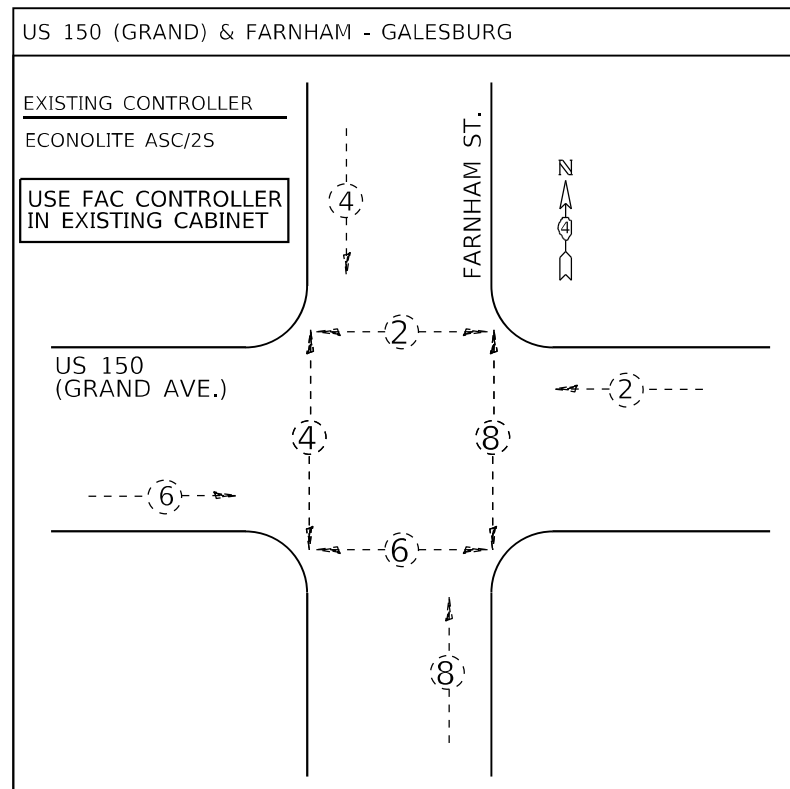 US 150 (GRAND) & FARNHAM - GALESBURG
EXISTING CONTROLLER
ECONOLITE ASC/2S
USE FAC CONTROLLER
IN EXISTING CABINET
4
FARNHAM ST.
N
4
2
US 150
(GRAND AVE.)
2
4
8
6
6
8